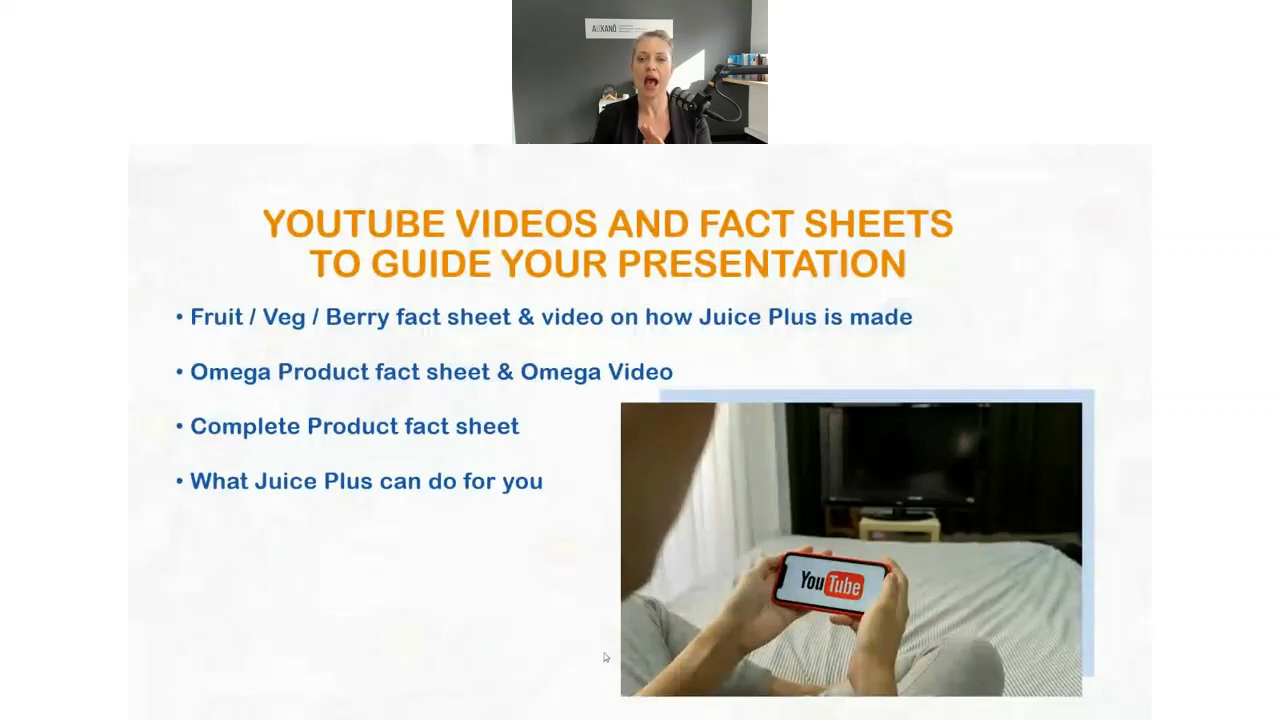 AUXANŌ
YOUTUBE VIDEOS AND FACT SHEETS
TO GUIDE YOUR PRESENTATION
• Fruit / Veg / Berry fact sheet & video on how Juice Plus is made
• Omega Product fact sheet & Omega Video
• Complete Product fact sheet
• What Juice Plus can do for you
YouTube